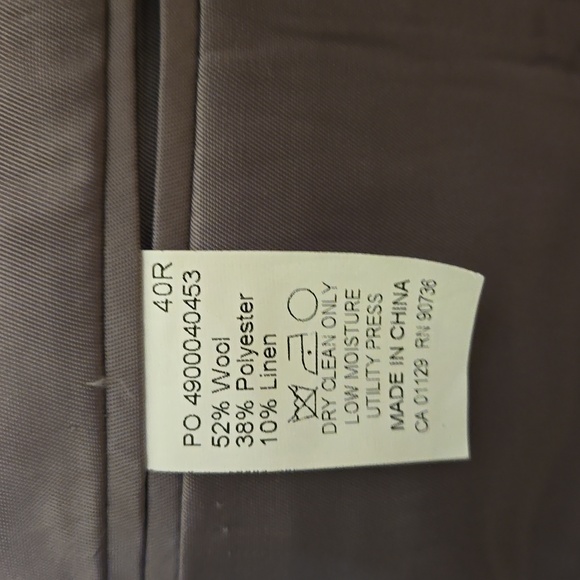 40R
PO 4900040453
52% Wool
38% Polyester
10% Linen
DRY CLEAN ONLY
LOW MOISTURE
UTILITY PRESS
MADE IN CHINA
CA 01129 RN 90736